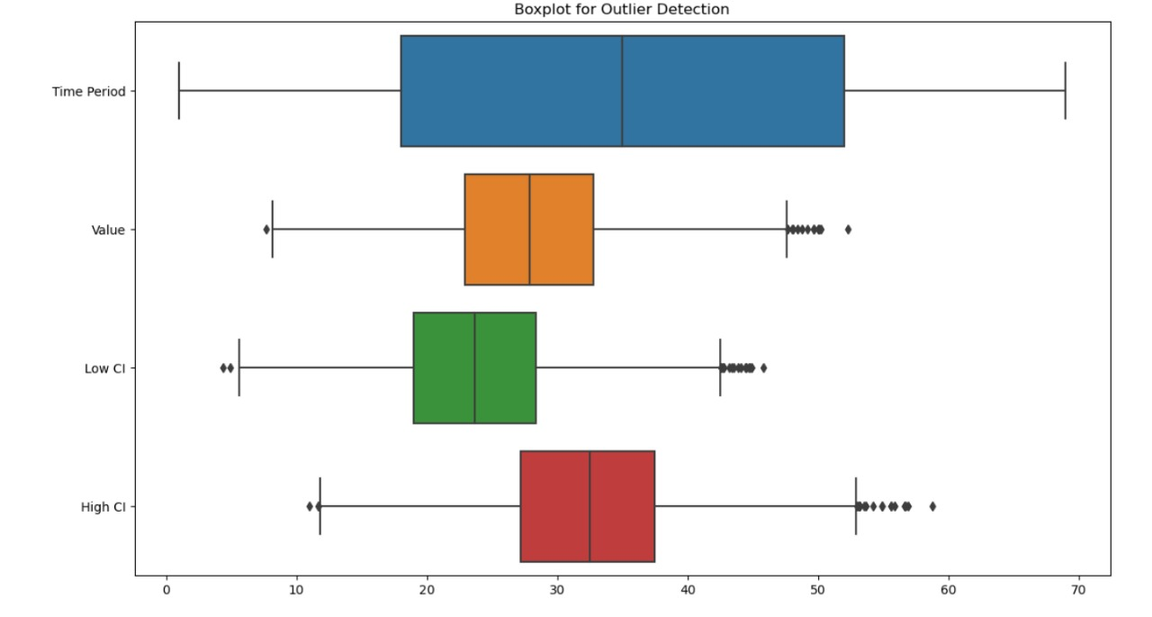 Boxplot for Outlier Detection
Time Period
Value
Low CI
High CI
0 10 20 30 40 50 60 70